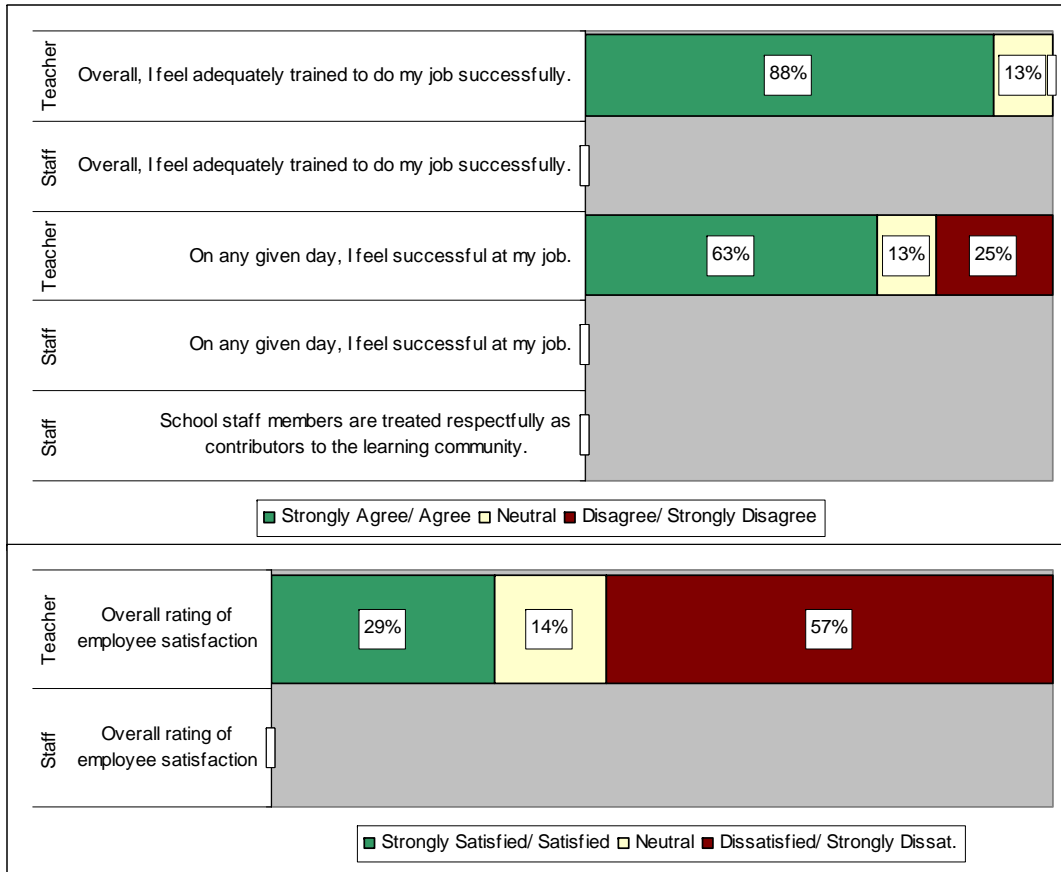 Teacher
Overall, I feel adequately trained to do my job successfully.
88%
13%
Staff
Overall, I feel adequately trained to do my job successfully.
Teacher
On any given day, I feel successful at my job.
63%
13%
25%
Staff
On any given day, I feel successful at my job.
Staff
School staff members are treated respectfully as
contributors to the learning community.
Strongly Agree/ Agree Neutral Disagree/ Strongly Disagree
Teacher
Overall rating of
employee satisfaction
29%
14%
57%
Staff
Overall rating of
employee satisfaction
Strongly Satisfied/ Satisfied Neutral Dissatisfied/ Strongly Dissat.